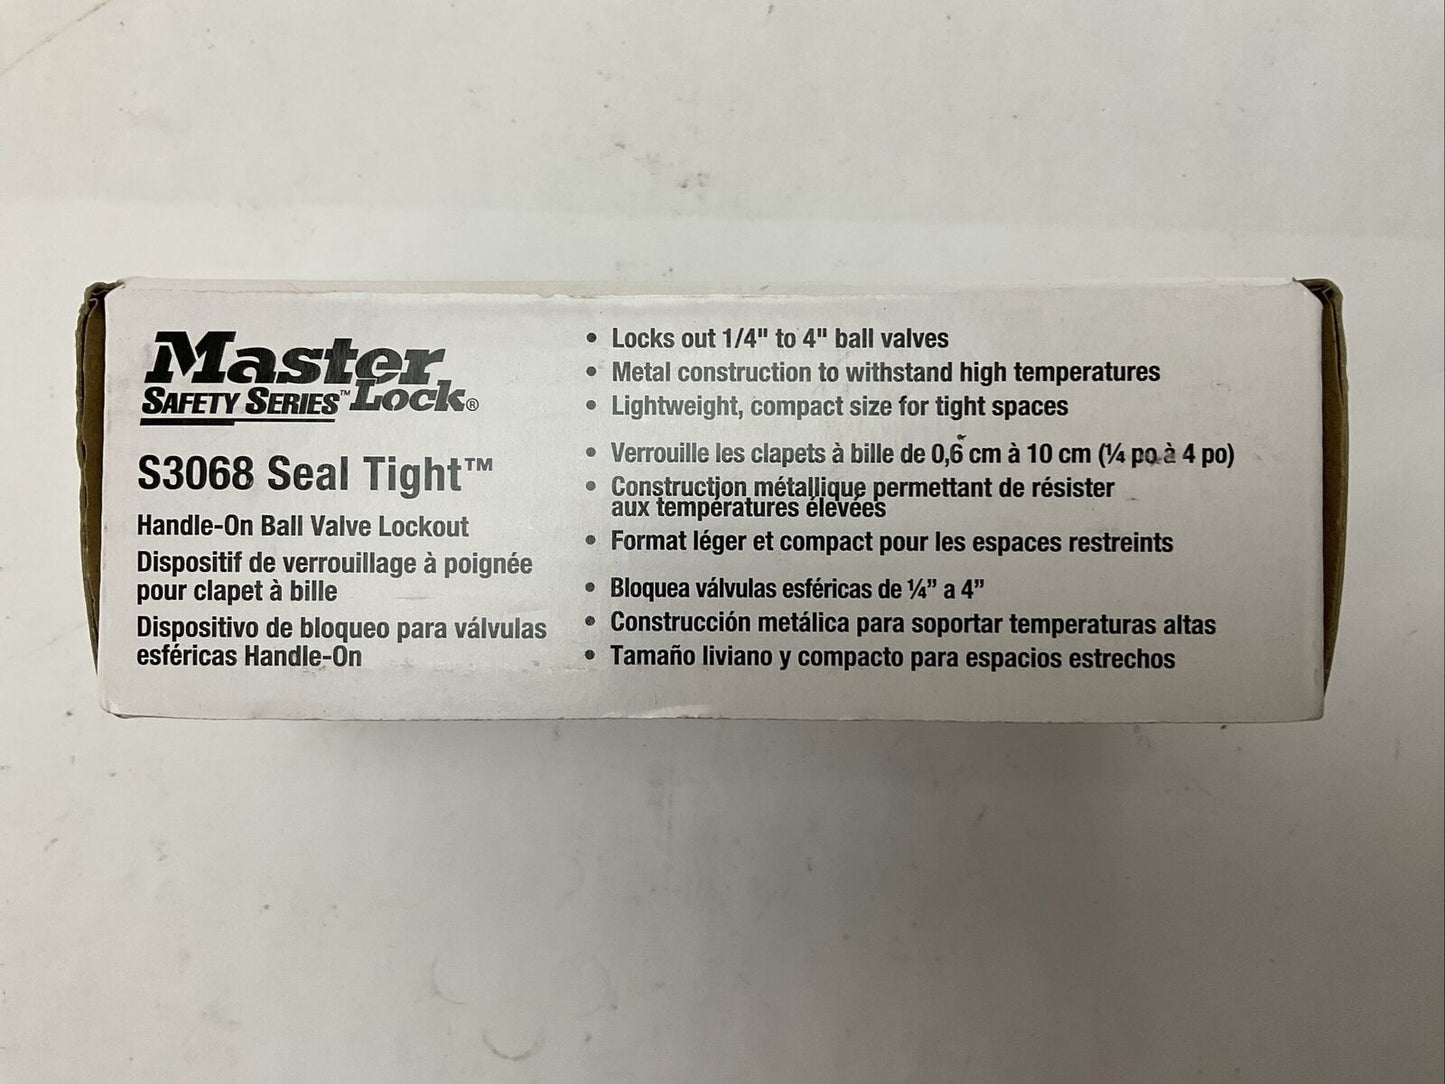 Master
Lock®
SAFETY SERIES™
S3068 Seal Tight™
Handle-On Ball Valve Lockout
Dispositif de verrouillage à poignée
pour clapet à bille
Dispositivo de bloqueo para válvulas
esféricas Handle-On
• Locks out 1/4" to 4" ball valves
• Metal construction to withstand high temperatures
• Lightweight, compact size for tight spaces
• Verrouille les clapets à bille de 0,6 cm à 10 cm (¼ po à 4 po)
• Construction métallique permettant de résister
aux températures élevées
• Format léger et compact pour les espaces restreints
• Bloquea válvulas esféricas de ¼” a 4”
• Construcción metálica para soportar temperaturas altas
• Tamaño liviano y compacto para espacios estrechos